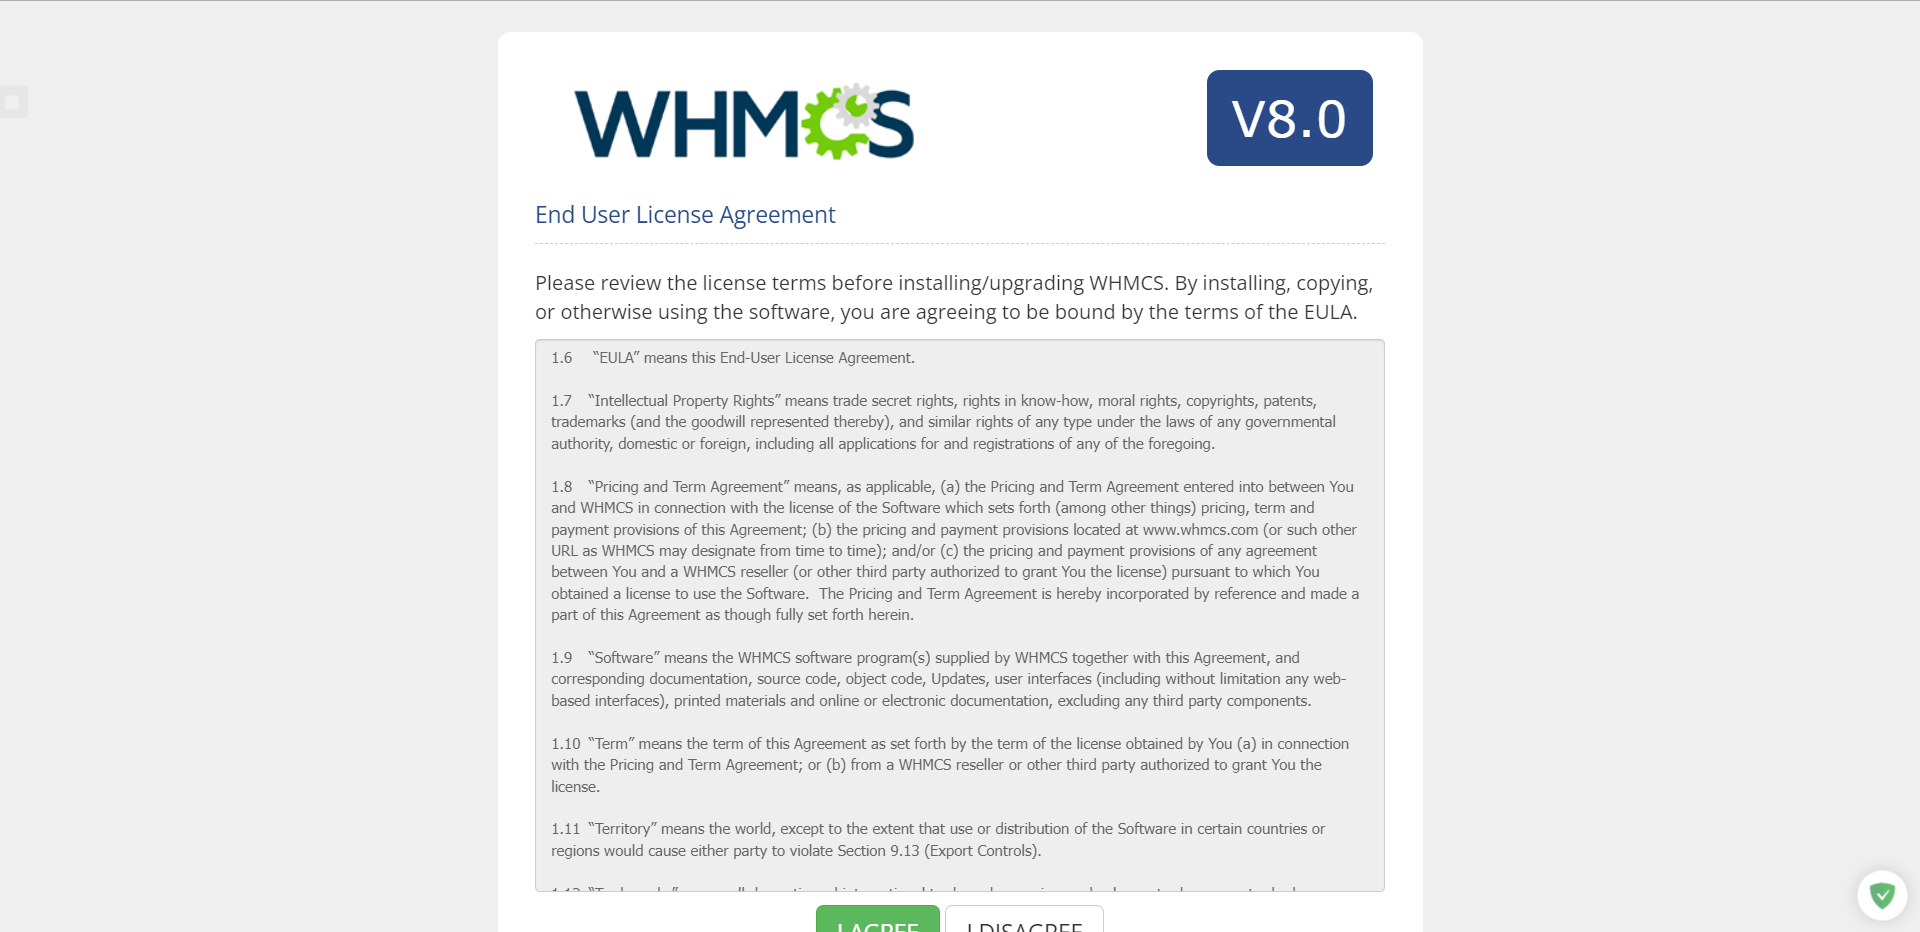 WHMCS
V8.0
End User License Agreement
Please review the license terms before installing/upgrading WHMCS. By installing, copying,
or otherwise using the software, you are agreeing to be bound by the terms of the EULA.
1.6 “EULA” means this End-User License Agreement.
1.7 “Intellectual Property Rights” means trade secret rights, rights in know-how, moral rights, copyrights, patents,
trademarks (and the goodwill represented thereby), and similar rights of any type under the laws of any governmental
authority, domestic or foreign, including all applications for and registrations of any of the foregoing.
1.8 “Pricing and Term Agreement” means, as applicable, (a) the Pricing and Term Agreement entered into between You
and WHMCS in connection with the license of the Software which sets forth (among other things) pricing, term and
payment provisions of this Agreement; (b) the pricing and payment provisions located at www.whmcs.com (or such other
URL as WHMCS may designate from time to time); and/or (c) the pricing and payment provisions of any agreement
between You and a WHMCS reseller (or other third party authorized to grant You the license) pursuant to which You
obtained a license to use the Software. The Pricing and Term Agreement is hereby incorporated by reference and made a
part of this Agreement as though fully set forth herein.
1.9 “Software” means the WHMCS software program(s) supplied by WHMCS together with this Agreement, and
corresponding documentation, source code, object code, Updates, user interfaces (including without limitation any web-
based interfaces), printed materials and online or electronic documentation, excluding any third party components.
1.10 “Term” means the term of this Agreement as set forth by the term of the license obtained by You (a) in connection
with the Pricing and Term Agreement; or (b) from a WHMCS reseller or other third party authorized to grant You the
license.
1.11 “Territory” means the world, except to the extent that use or distribution of the Software in certain countries or
regions would cause either party to violate Section 9.13 (Export Controls).
I AGREE I DISAGREE